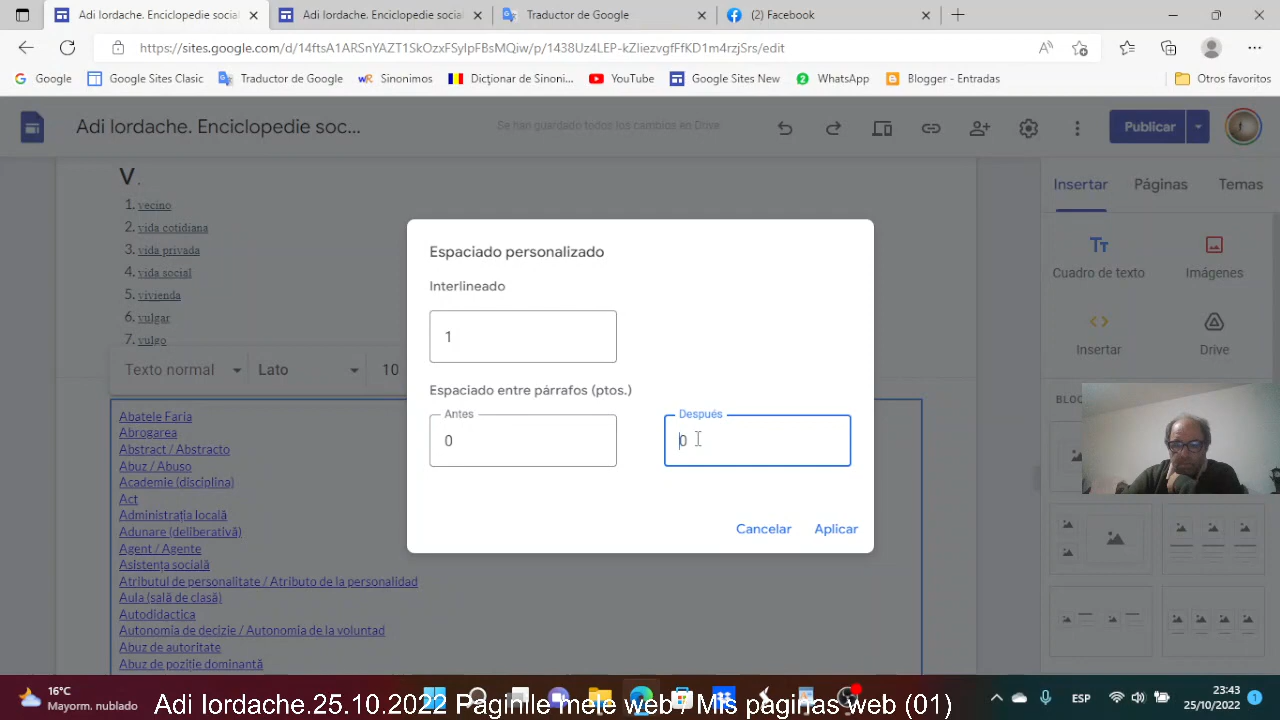 Adi Iordache. Enciclopedie social
Adi Iordache. Enciclopedie social
Traductor de Google
(2) Facebook
https://sites.google.com/d/14ftsA1ARSnYAZT1SkOzxFSyIpFBsMQiw/p/1438Uz4LEP-kZIiezvgfFfKD1m4rzjSrs/edit
Google
Google Sites Clasic
Traductor de Google
Sinonimos
Dicționar de Sinoni...
YouTube
Google Sites New
WhatsApp
Blogger - Entradas
Otros favoritos
Adi Iordache. Enciclopedie soc...
Se han guardado todos los cambios en Drive
Publicar
Insertar
Páginas
Temas
V .
1. vecino
2. vida cotidiana
3. vida privada
4. vida social
5. vivienda
6. vulgar
7. vulgo
Texto normal
Lato
10
Abatele Faria
Abrogarea
Abstract / Abstracto
Abuz / Abuso
Academie (disciplina)
Act
Administrația locală
Adunare (deliberativă)
Agent / Agente
Asistența socială
Atributul de personalitate / Atributo de la personalidad
Aula (sală de clasă)
Autodidactica
Autonomia de decizie / Autonomia de la voluntad
Abuz de autoritate
Abuz de poziție dominantă
Espaciado personalizado
Interlineado
1
Espaciado entre párrafos (ptos.)
Antes
0
Después
0
Cancelar
Aplicar
Cuadro de texto
Imágenes
Insertar
Drive
16°C
Mayorm. nublado
ESP
23:43
25/10/2022
Adi Iordache.25.10.2022 Paginile mele web / Mis páginas web (01)